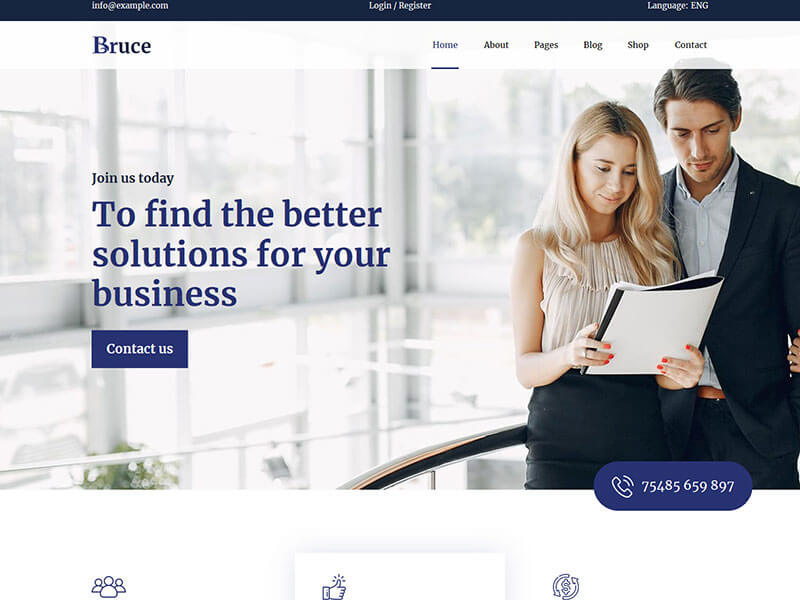 info@example.com Login / Register Language: ENG
Bruce Home About Pages Blog Shop Contact
Join us today
To find the better
solutions for your
business
Contact us
75485 659 897